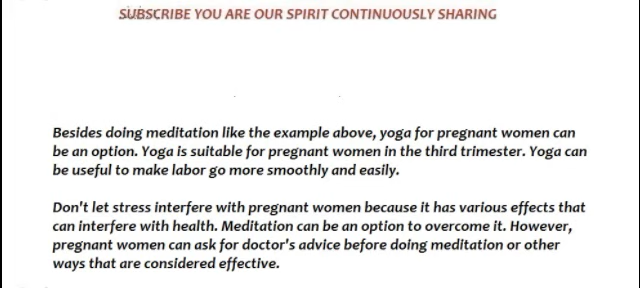 SUBSCRIBE YOU ARE OUR SPIRIT CONTINUOUSLY SHARING
Besides doing meditation like the example above, yoga for pregnant women can
be an option. Yoga is suitable for pregnant women in the third trimester. Yoga can
be useful to make labor go more smoothly and easily.
Don't let stress interfere with pregnant women because it has various effects that
can interfere with health. Meditation can be an option to overcome it. However,
pregnant women can ask for doctor's advice before doing meditation or other
ways that are considered effective.